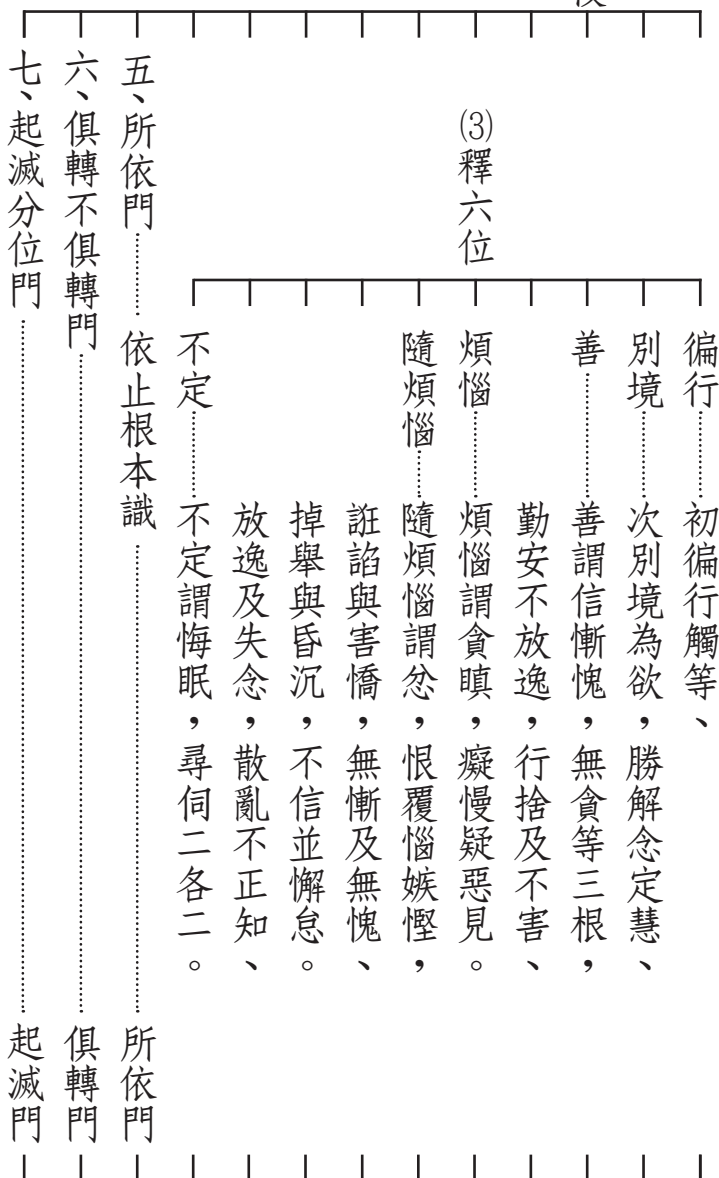 ⑶釋六位
徧行………初徧行觸等、
別境………次別境為欲，勝解念定慧、
善………善謂信慚愧，無貪等三根，
勤安不放逸，行捨及不害、
煩惱………煩惱謂貪瞋，癡慢疑惡見。
隨煩惱……隨煩惱謂忿，恨覆惱嫉慳，
誑諂與害憍，無慚及無愧、
掉舉與昏沉，不信並懈怠。
放逸及失念，散亂不正知、
不定………不定謂悔眠，尋伺二各二。
五、所依門………依止根本識………所依門
六、俱轉不俱轉門………俱轉門
七、起滅分位門………起滅門